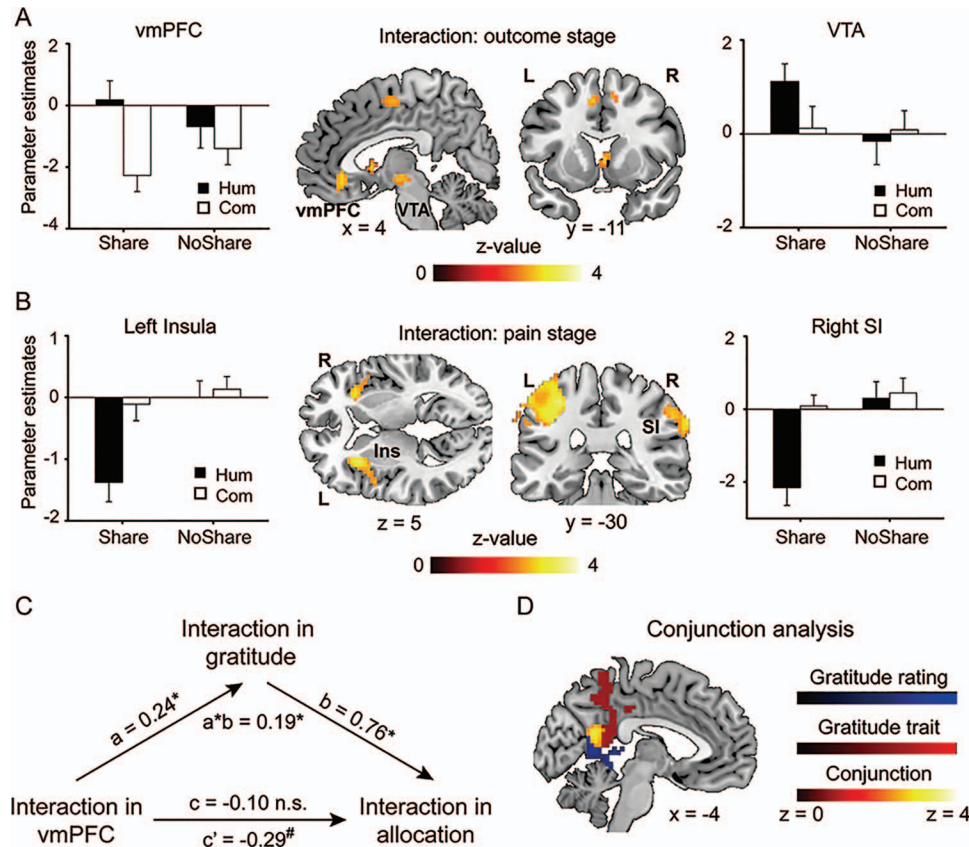 A
vmPFC
Parameter estimates
2
0
-2
-4
Hum
Com
Share
NoShare
Interaction: outcome stage
L
R
vmPFC
VTA
x = 4
y = -11
z-value
0
4
VTA
2
0
2
Hum
Com
Share
NoShare
B
Left Insula
Parameter estimates
1
0
-1
-2
Hum
Com
Share
NoShare
Interaction: pain stage
R
L
Ins
L
R
SI
z = 5
y = -30
z-value
0
4
Right SI
2
0
-2
Hum
Com
Share
NoShare
C
Interaction in
gratitude
a = 0.24*
a*b = 0.19*
b = 0.76*
Interaction in
vmPFC
c = -0.10 n.s.
c' = -0.29#
Interaction in
allocation
D
Conjunction analysis
x = -4
Gratitude rating
Gratitude trait
Conjunction
z = 0
z = 4